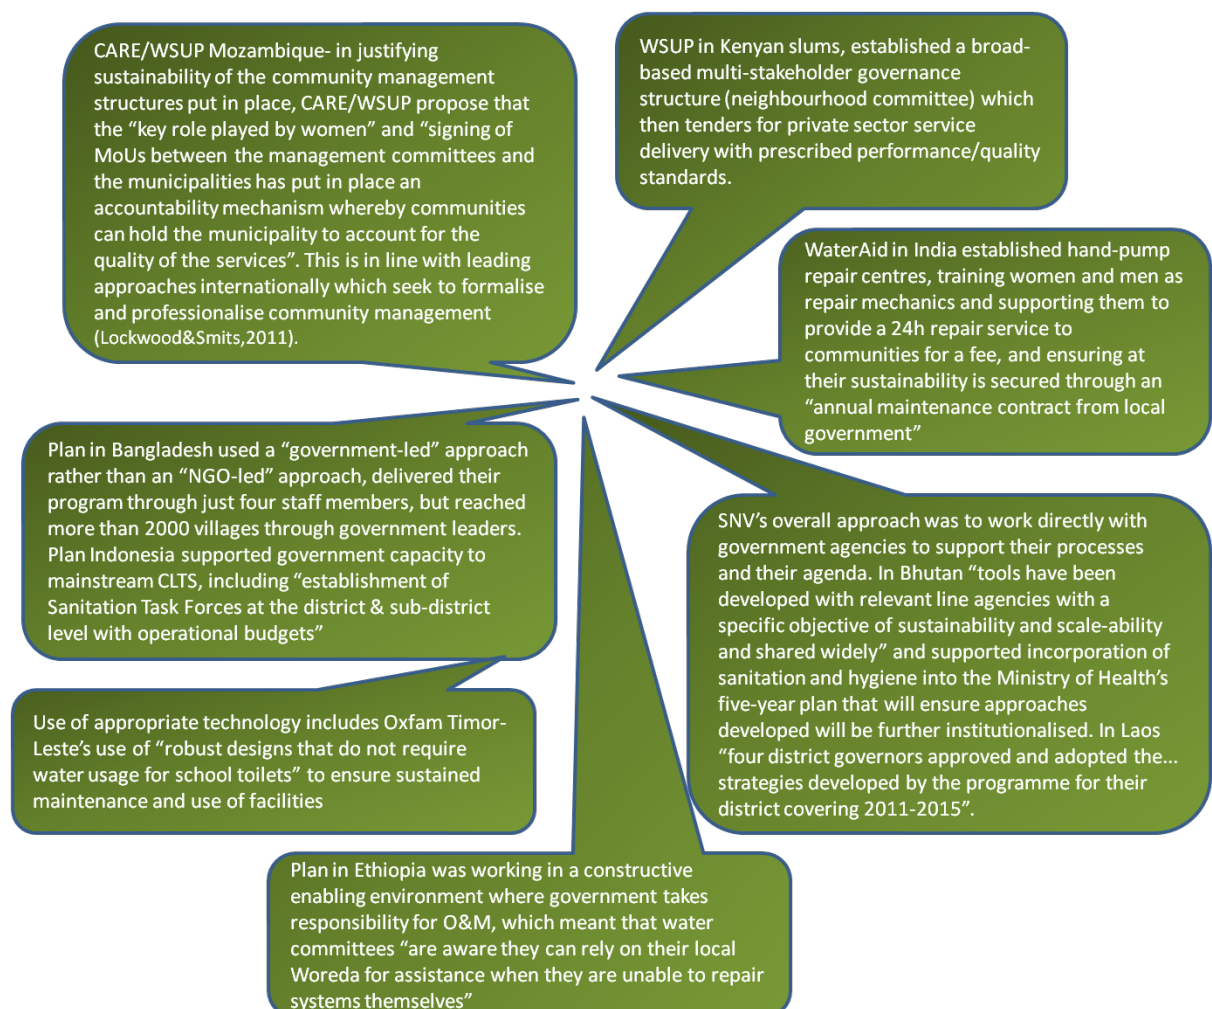 CARE/WSUP Mozambique- in justifying
sustainability of the community management
structures put in place, CARE/WSUP propose that
the “key role played by women” and “signing of
MoUs between the management committees and
the municipalities has put in place an
accountability mechanism whereby communities
can hold the municipality to account for the
quality of the services”. This is in line with leading
approaches internationally which seek to formalise
and professionalise community management
(Lockwood&Smits,2011).
WSUP in Kenyan slums, established a broad-
based multi-stakeholder governance
structure (neighbourhood committee) which
then tenders for private sector service
delivery with prescribed performance/quality
standards.
WaterAid in India established hand-pump
repair centres, training women and men as
repair mechanics and supporting them to
provide a 24h repair service to
communities for a fee, and ensuring at
their sustainability is secured through an
“annual maintenance contract from local
government”
Plan in Bangladesh used a “government-led” approach
rather than an “NGO-led” approach, delivered their
program through just four staff members, but reached
more than 2000 villages through government leaders.
Plan Indonesia supported government capacity to
mainstream CLTS, including “establishment of
Sanitation Task Forces at the district & sub-district
level with operational budgets”
SNV’s overall approach was to work directly with
government agencies to support their processes
and their agenda. In Bhutan “tools have been
developed with relevant line agencies with a
specific objective of sustainability and scale-ability
and shared widely” and supported incorporation of
sanitation and hygiene into the Ministry of Health’s
five-year plan that will ensure approaches
developed will be further institutionalised. In Laos
“four district governors approved and adopted the...
strategies developed by the programme for their
district covering 2011-2015”.
Use of appropriate technology includes Oxfam Timor-
Leste’s use of “robust designs that do not require
water usage for school toilets” to ensure sustained
maintenance and use of facilities
Plan in Ethiopia was working in a constructive
enabling environment where government takes
responsibility for O&M, which meant that water
committees “are aware they can rely on their local
Woreda for assistance when they are unable to repair
systems themselves”